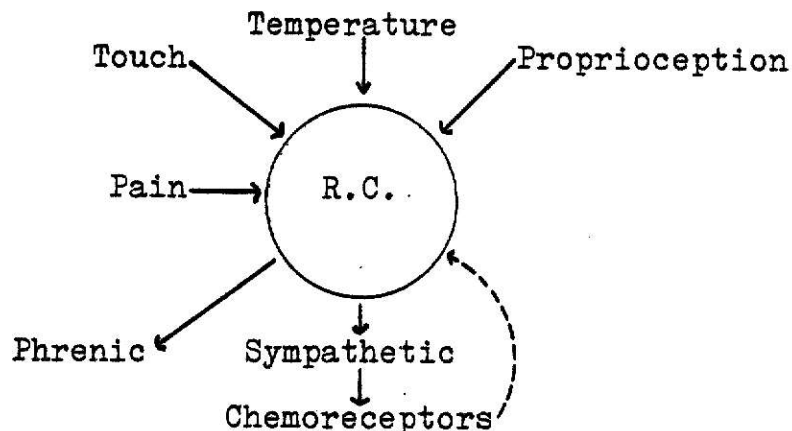 Temperature
Touch
Proprioception
Pain
R.C.
Phrenic
Sympathetic
Chemoreceptors